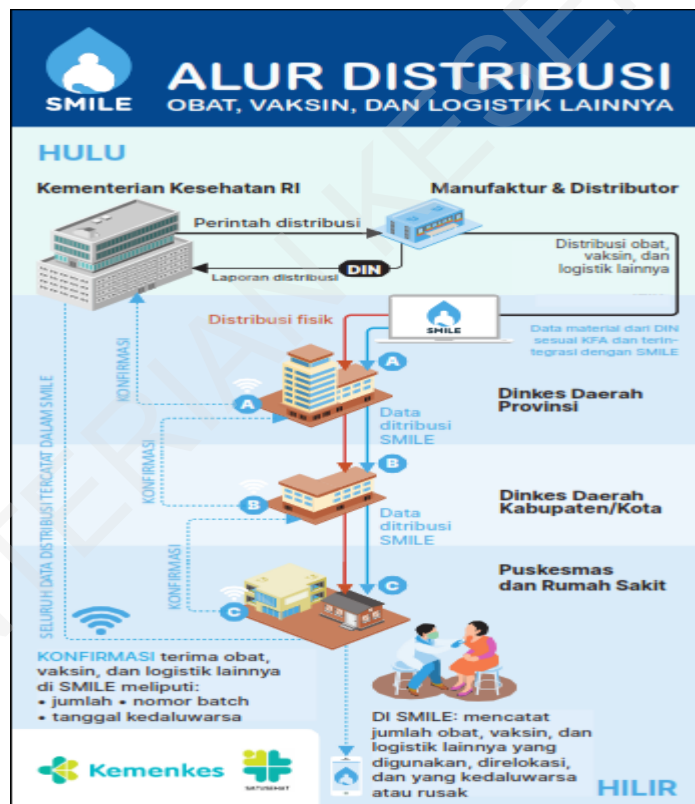 SMILE
ALUR DISTRIBUSI
OBAT, VAKSIN, DAN LOGISTIK LAINNYA
HULU
Kementerian Kesehatan RI
Manufaktur & Distributor
Perintah distribusi
Laporan distribusi
DIN
Distribusi obat,
vaksin, dan
logistik lainnya
Distribusi fisik
SMILE
Data material dari DIN
sesuai KFA dan terin-
tegrasi dengan SMILE
KONFIRMASI
A
A
Dinkes Daerah
Provinsi
Data
ditribusi
SMILE
KONFIRMASI
B
B
Dinkes Daerah
Kabupaten/Kota
Data
ditribusi
SMILE
KONFIRMASI
C
C
Puskesmas
dan Rumah Sakit
SELURUH DATA DISTRIBUSI TERCATAT DALAM SMILE
KONFIRMASI terima obat,
vaksin, dan logistik lainnya
di SMILE meliputi:
• jumlah • nomor batch
• tanggal kedaluwarsa
DI SMILE: mencatat
jumlah obat, vaksin, dan
logistik lainnya yang
digunakan, direlokasi,
dan yang kedaluwarsa
atau rusak
Kemenkes
SATUSEHAT
HILIR